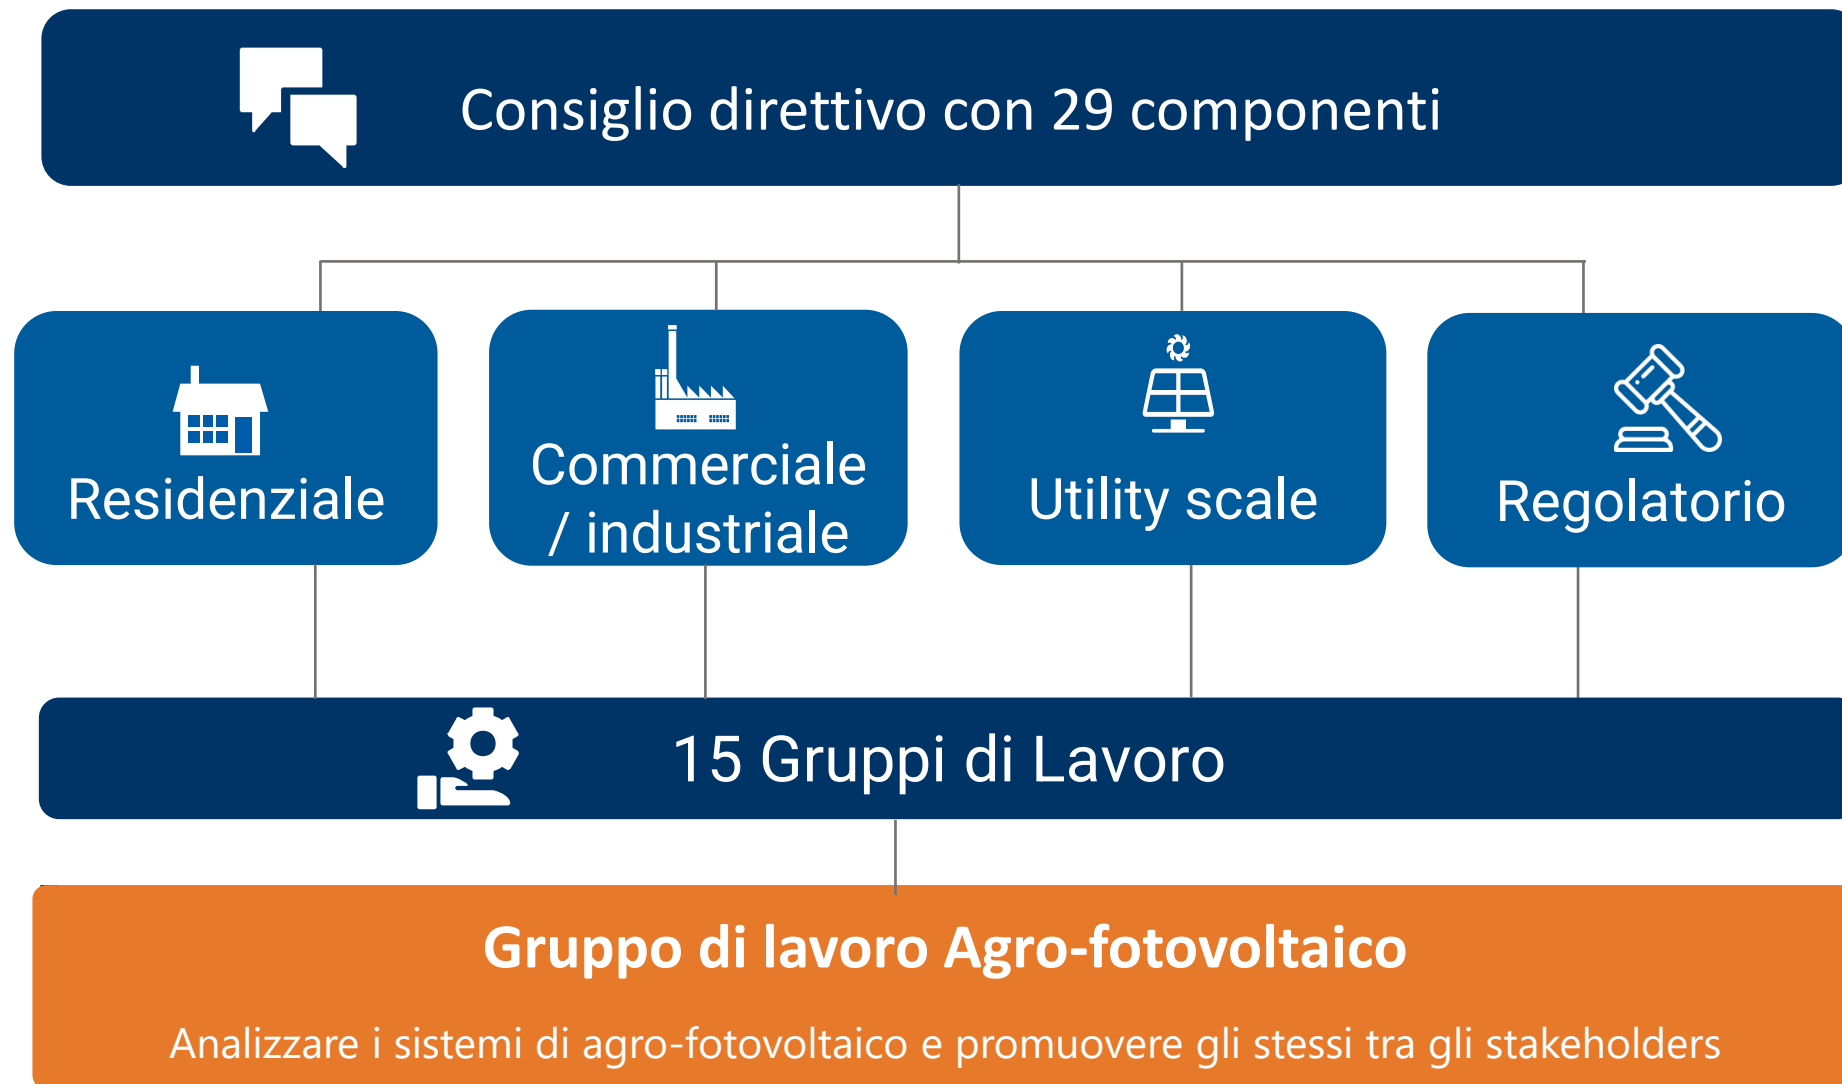 Consiglio direttivo con 29 componenti
Residenziale
Commerciale
/ industriale
Utility scale
Regolatorio
15 Gruppi di Lavoro
Gruppo di lavoro Agro-fotovoltaico
Analizzare i sistemi di agro-fotovoltaico e promuovere gli stessi tra gli stakeholders